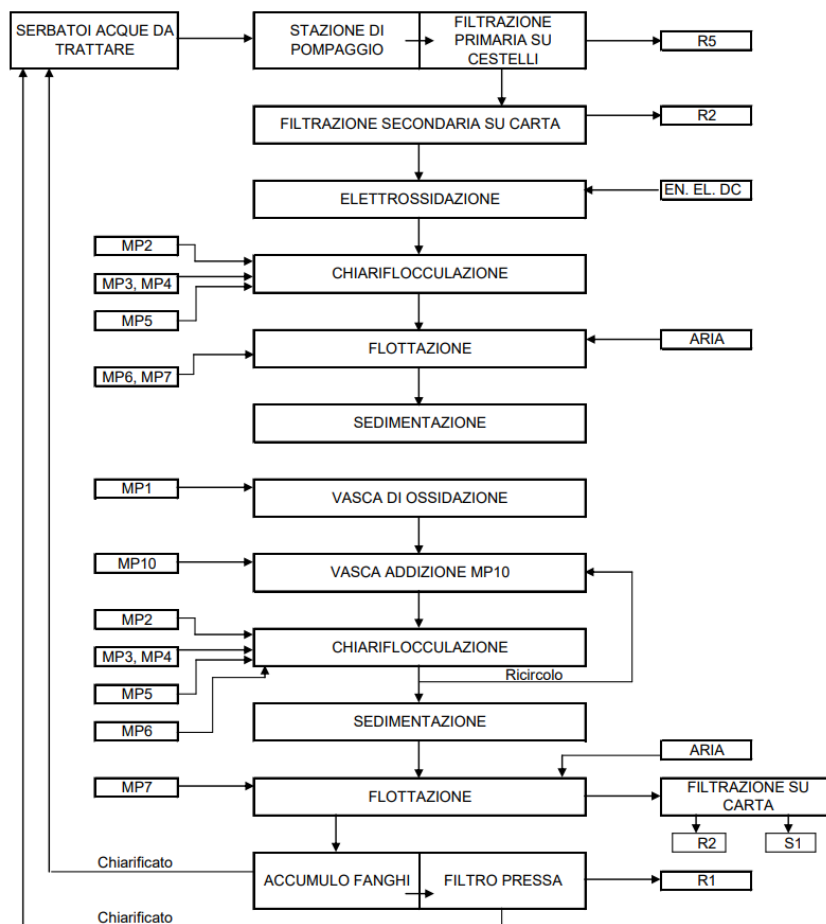 SERBATOI ACQUE DA
TRATTARE
STAZIONE DI
POMPAGGIO
FILTRAZIONE
PRIMARIA SU
CESTELLI
R5
FILTRAZIONE SECONDARIA SU CARTA
R2
ELETTROSSIDAZIONE
EN. EL. DC
MP2
MP3, MP4
MP5
CHIARIFLOCCULAZIONE
MP6, MP7
FLOTTAZIONE
ARIA
SEDIMENTAZIONE
MP1
VASCA DI OSSIDAZIONE
MP10
VASCA ADDIZIONE MP10
MP2
MP3, MP4
MP5
MP6
CHIARIFLOCCULAZIONE
Ricircolo
SEDIMENTAZIONE
ARIA
MP7
FLOTTAZIONE
FILTRAZIONE SU
CARTA
R2
S1
Chiarificato
ACCUMULO FANGHI
FILTRO PRESSA
R1
Chiarificato